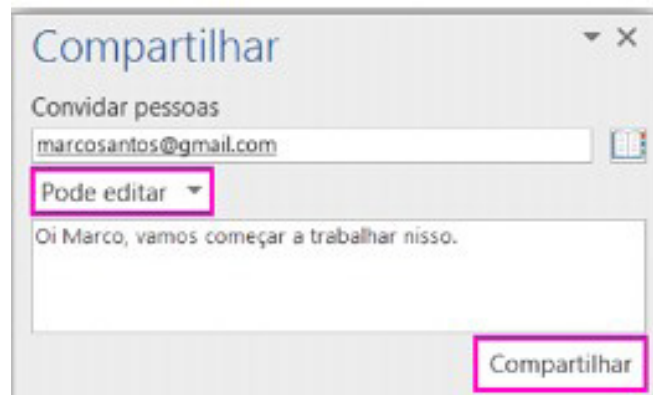 Compartilhar
Convidar pessoas
marcosantos@gmail.com
Pode editar
Oi Marco, vamos começar a trabalhar nisso.
Compartilhar